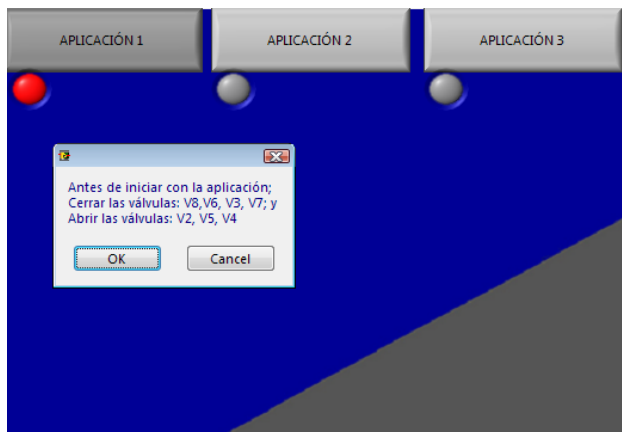 APLICACIÓN 1
APLICACIÓN 2
APLICACIÓN 3
Antes de iniciar con la aplicación;
Cerrar las válvulas: V8,V6, V3, V7; y
Abrir las válvulas: V2, V5, V4
OK
Cancel